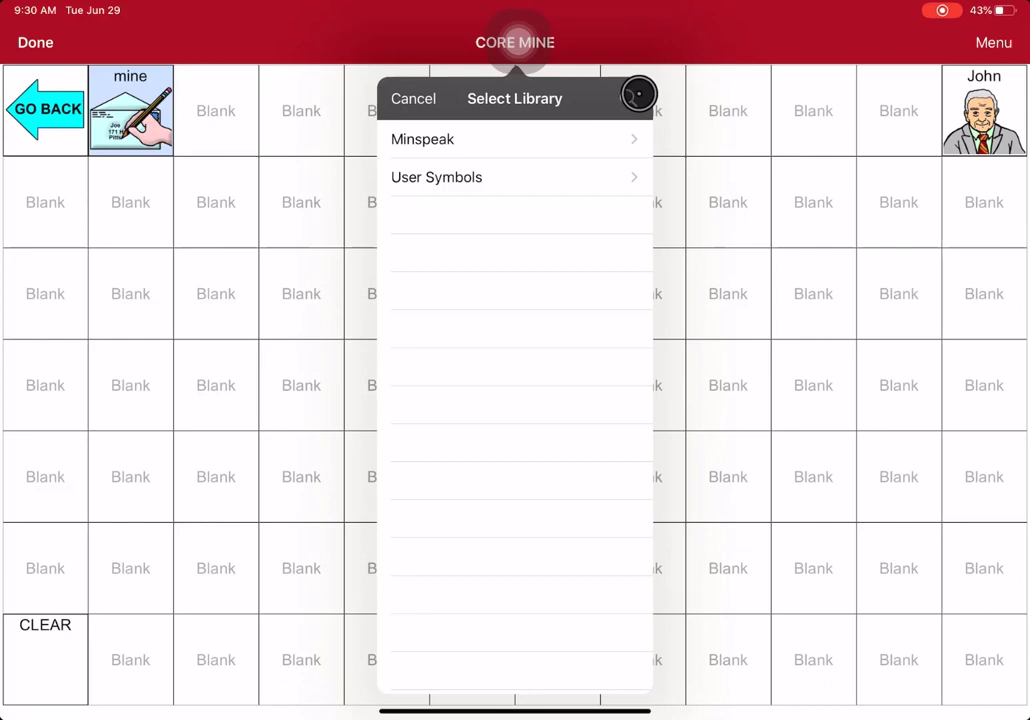 9:30 AM Tue Jun 29
43%
Done
CORE MINE
Menu
GO BACK
mine
Blank
Blank
Blank
John
Cancel
Select Library
Minspeak
User Symbols
Blank
Blank
Blank
Blank
B
k
Blank
Blank
Blank
Blank
Blank
Blank
Blank
Blank
B
k
Blank
Blank
Blank
Blank
Blank
Blank
Blank
Blank
B
k
Blank
Blank
Blank
Blank
Blank
Blank
Blank
Blank
B
k
Blank
Blank
Blank
Blank
Blank
Blank
Blank
Blank
B
k
Blank
Blank
Blank
Blank
CLEAR
Blank
Blank
Blank
B
k
Blank
Blank
Blank
Blank